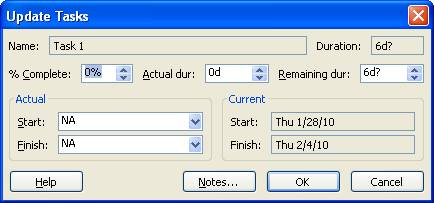 Update Tasks
Name: Task 1 Duration: 6d?
% Complete: 0% Actual dur: 0d Remaining dur: 6d?
Actual Current
Start: NA Start: Thu 1/28/10
Finish: NA Finish: Thu 2/4/10
Help Notes... OK Cancel